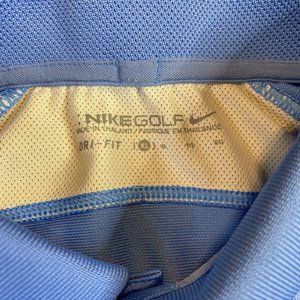 NIKEGOLF
MADE IN THAILAND / FABRIQUE EN THAILANDE
DRI-FIT XL